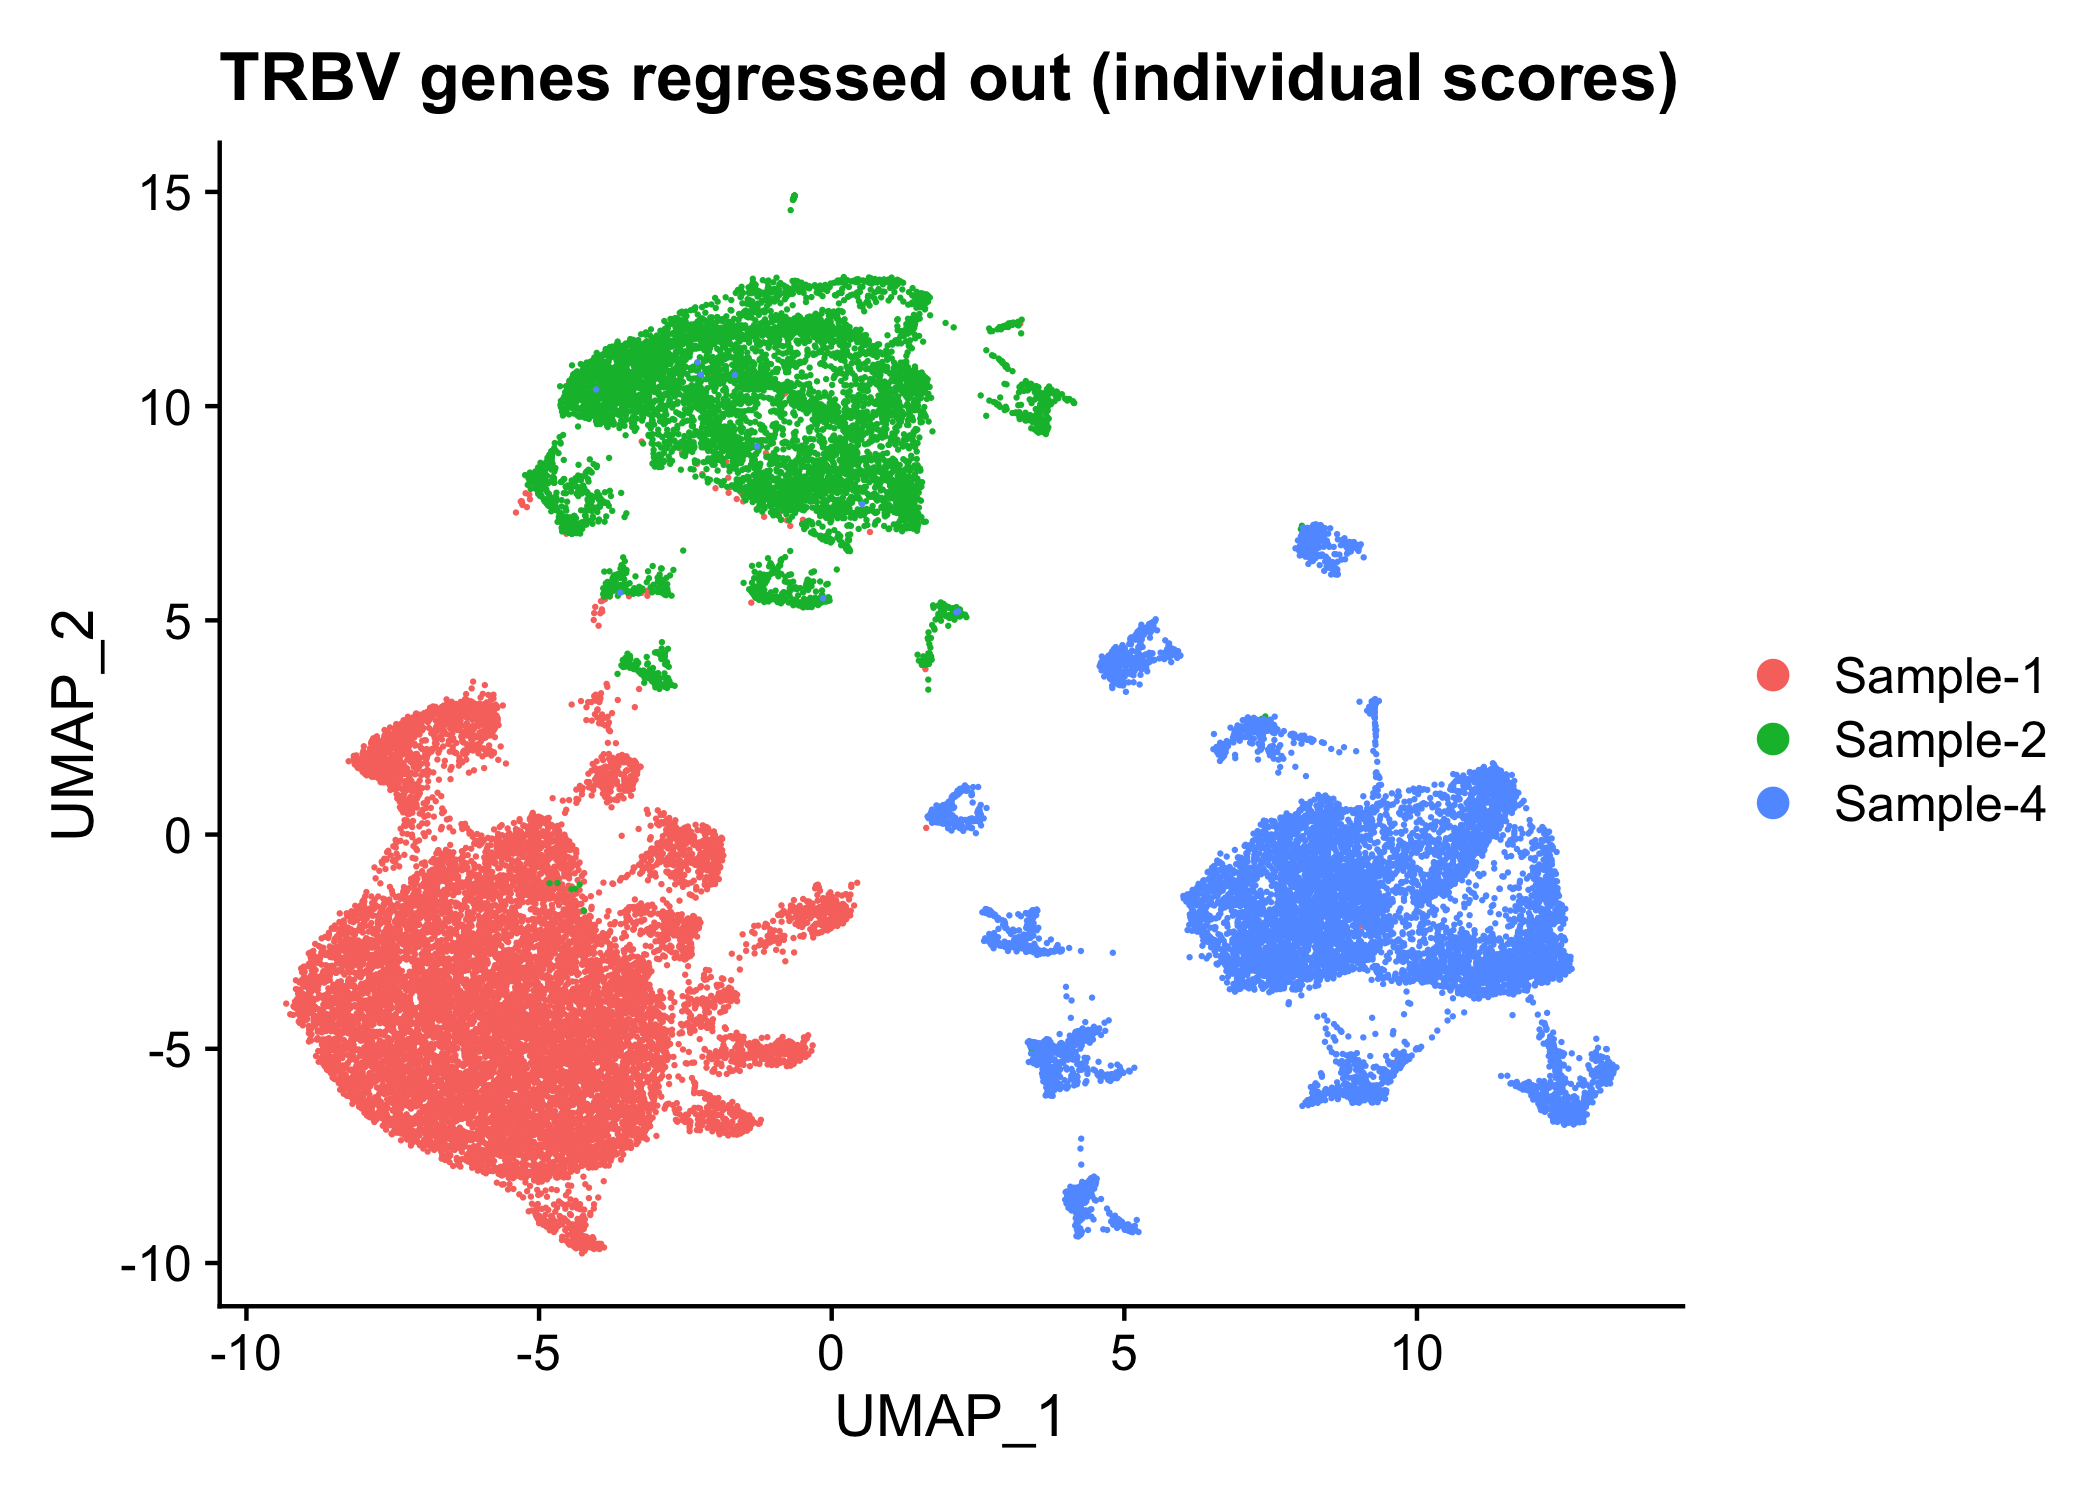 TRBV genes regressed out (individual scores)
15
10
5
0
-5
-10
UMAP_2
-10 -5 0 5 10
UMAP_1
Sample-1
Sample-2
Sample-4